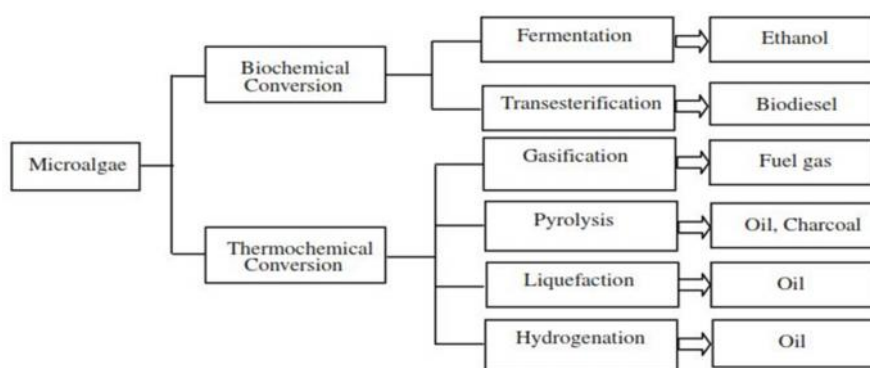 Microalgae
Biochemical
Conversion
Fermentation
Ethanol
Transesterification
Biodiesel
Thermochemical
Conversion
Gasification
Fuel gas
Pyrolysis
Oil, Charcoal
Liquefaction
Oil
Hydrogenation
Oil